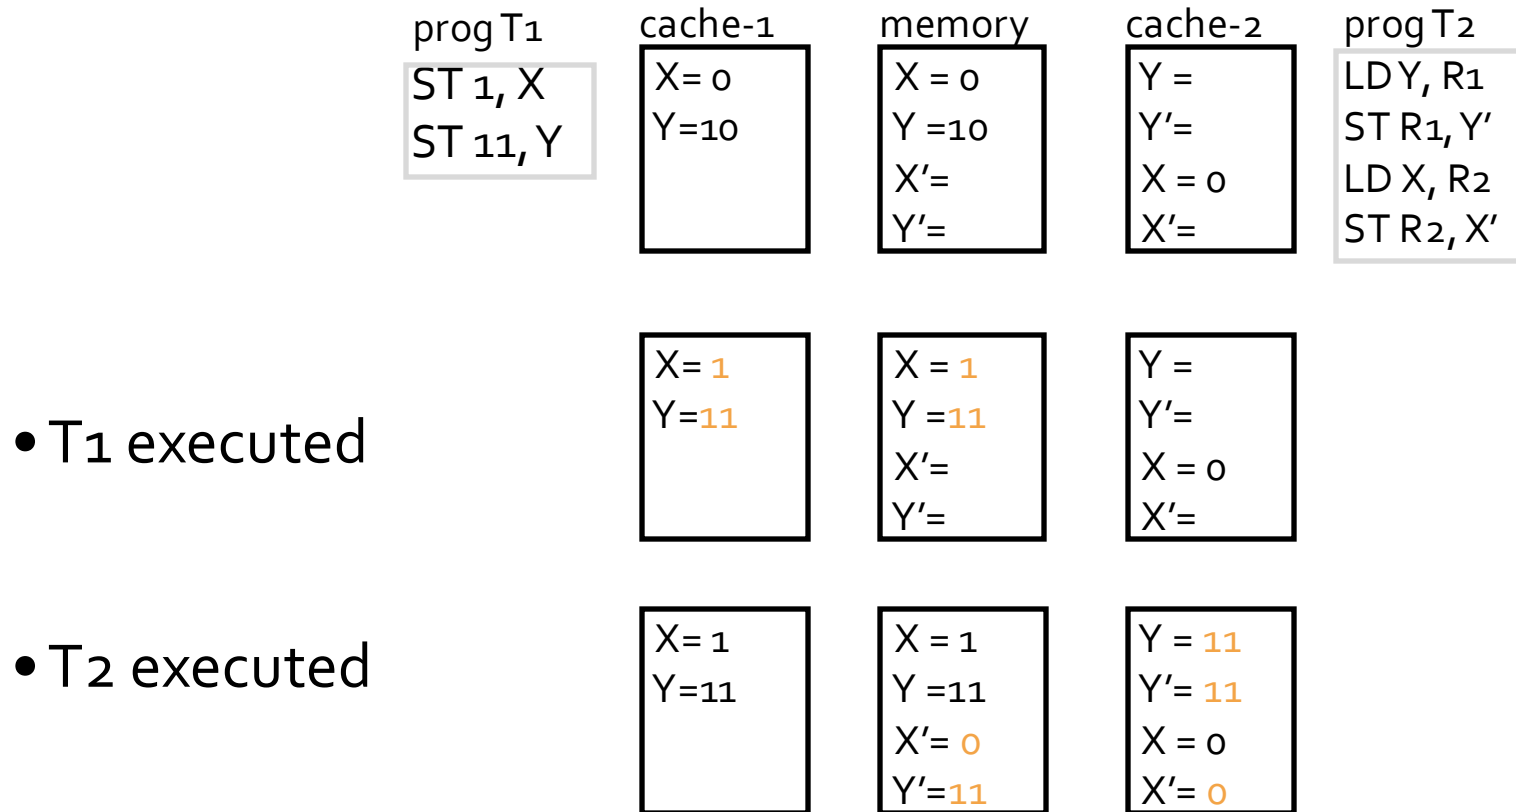 prog T1
ST 1, X
ST 11, Y
cache-1
X= 0
Y=10
memory
X = 0
Y =10
X'=
Y'=
cache-2
Y =
Y'=
X = 0
X'=
prog T2
LD Y, R1
ST R1, Y'
LD X, R2
ST R2, X'
• T1 executed
X= 1
Y=11
X = 1
Y =11
X'=
Y'=
Y =
Y'=
X = 0
X'=
• T2 executed
X= 1
Y=11
X = 1
Y =11
X'= 0
Y'=11
Y = 11
Y'= 11
X = 0
X'= 0